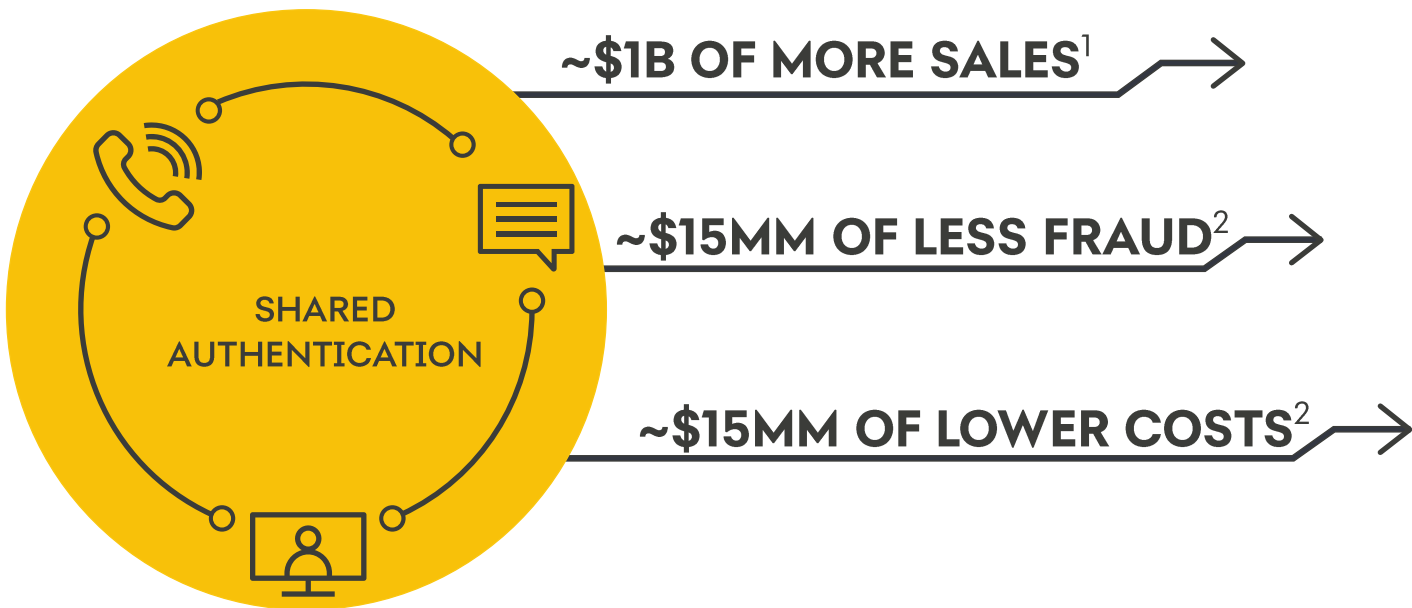 ~$1B OF MORE SALES1
~$15MM OF LESS FRAUD2
SHARED
AUTHENTICATION
~$15MM OF LOWER COSTS2